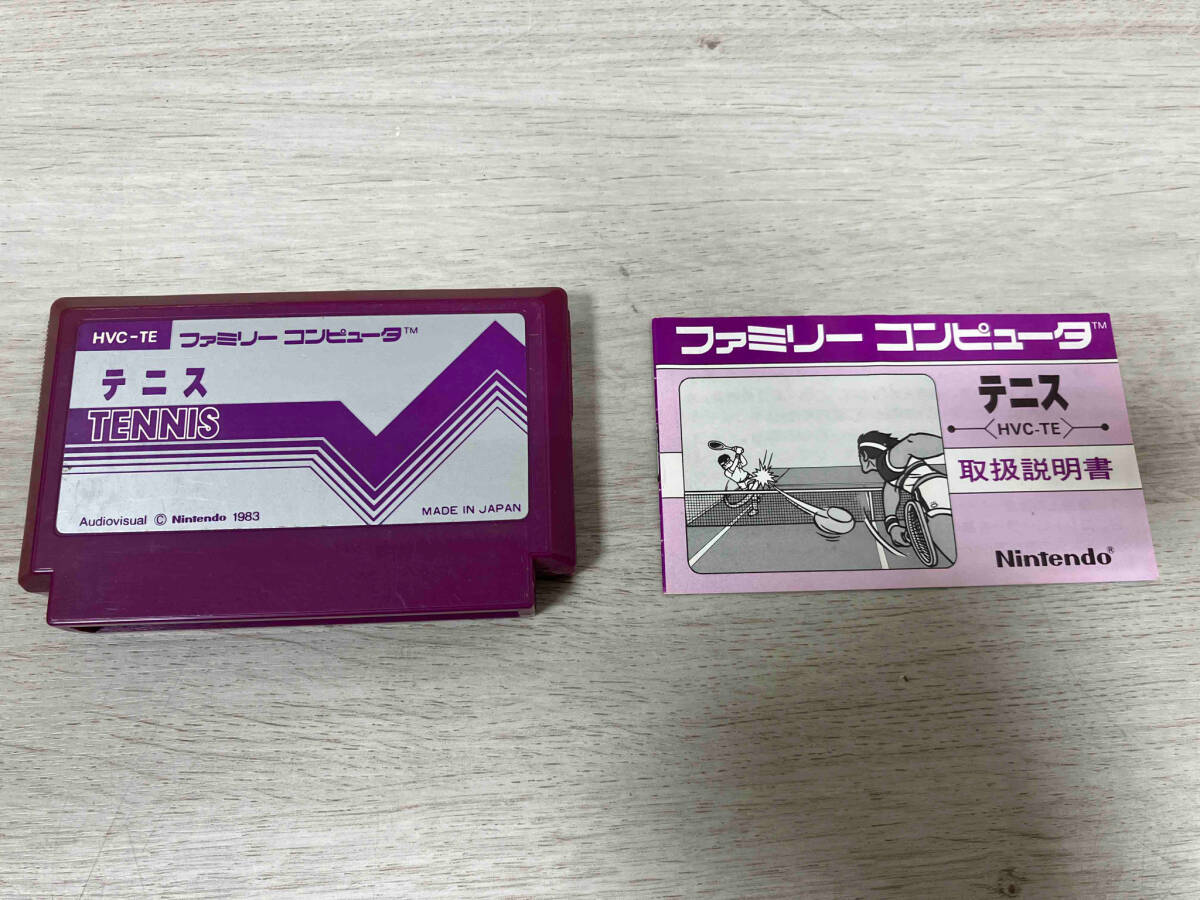 HVC-TE ファミリー コンピュータ™
テニス
TENNIS
Audiovisual © Nintendo 1983
MADE IN JAPAN
ファミリー コンピュータ™
テニス
HVC-TE
取扱説明書
Nintendo®